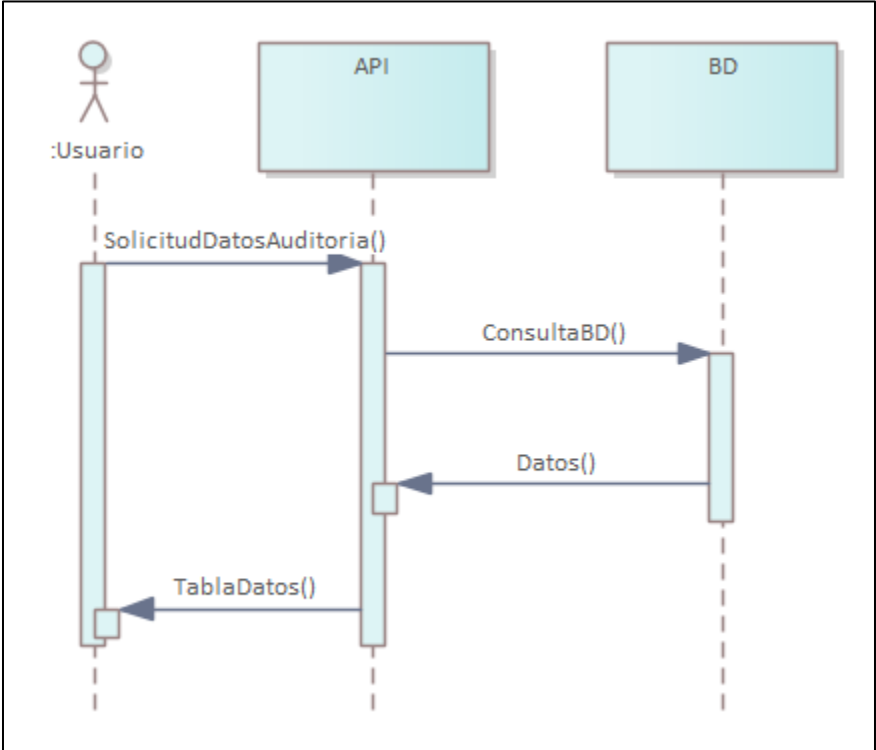 API
BD
:Usuario
SolicitudDatosAuditoria()
ConsultaBD()
Datos()
TablaDatos()